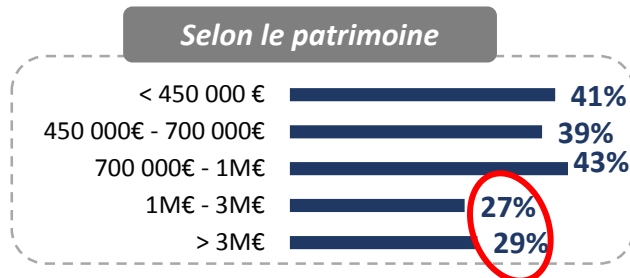 Selon le patrimoine
< 450 000 € 41%
450 000€ - 700 000€ 39%
700 000€ - 1M€ 43%
1M€ - 3M€ 27%
> 3M€ 29%